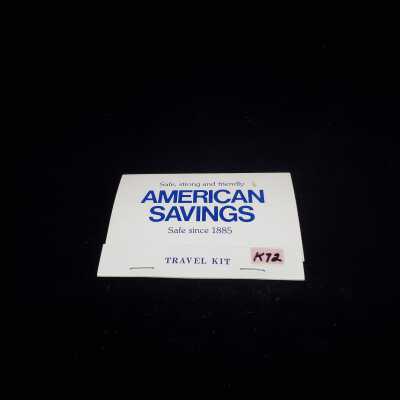 Safe, strong and friendly
AMERICAN
SAVINGS
Safe since 1885
TRAVEL KIT
K72